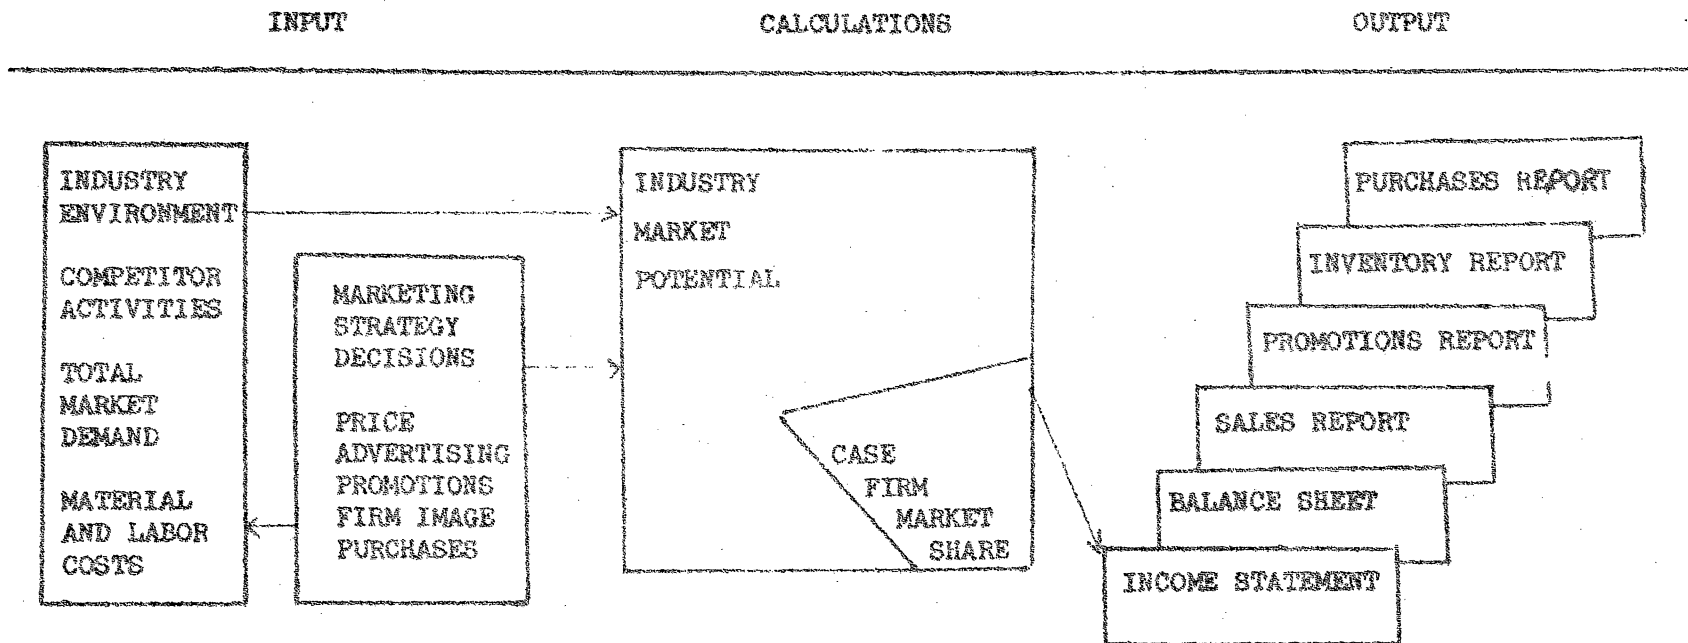 INPUT CALCULATIONS OUTPUT
INDUSTRY
ENVIRONMENT
COMPETITOR
ACTIVITIES
TOTAL
MARKET
DEMAND
MATERIAL
AND LABOR
COSTS
MARKETING
STRATEGY
DECISIONS
PRICE
ADVERTISING
PROMOTIONS
FIRM IMAGE
PURCHASES
INDUSTRY
MARKET
POTENTIAL
CASE
FIRM
MARKET
SHARE
PURCHASES REPORT
INVENTORY REPORT
PROMOTIONS REPORT
SALES REPORT
BALANCE SHEET
INCOME STATEMENT